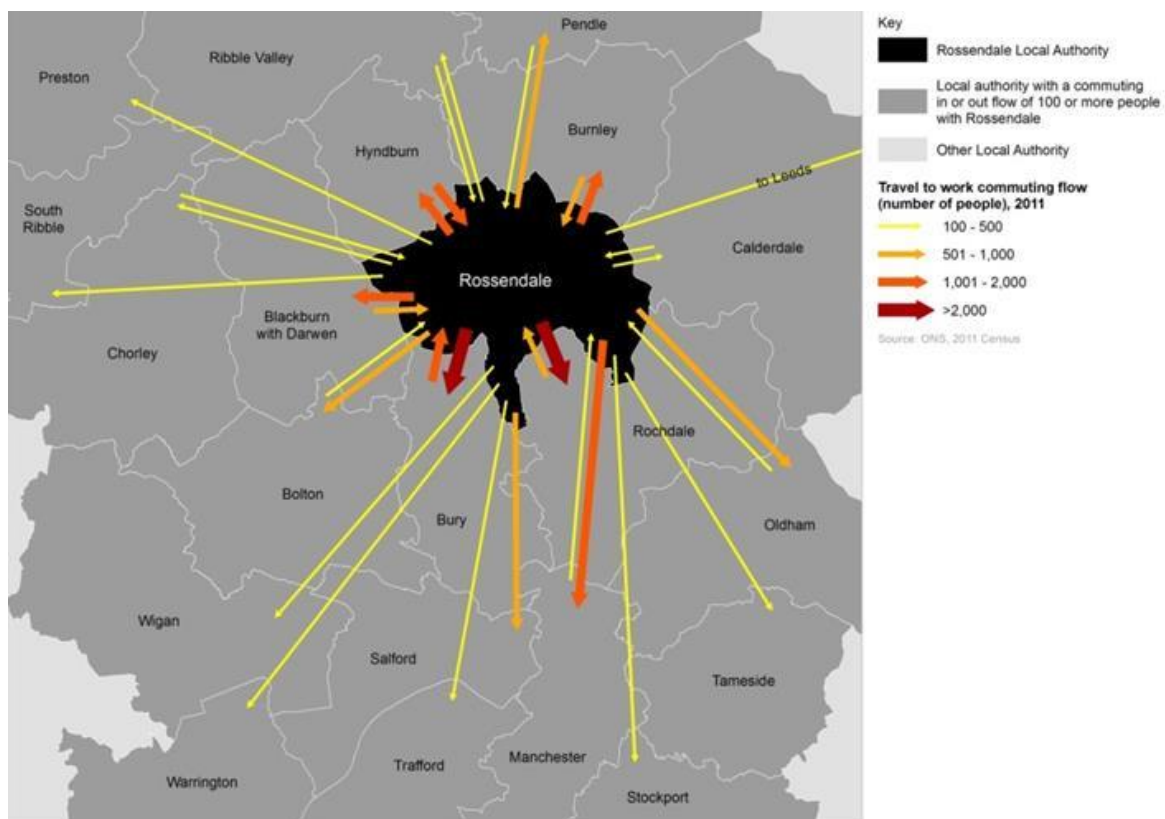 Pendle
Ribble Valley
Preston
Burnley
Hyndburn
to Leeds
South
Ribble
Calderdale
Rossendale
Blackburn
with Darwen
Chorley
Rochdale
Bolton
Bury
Oldham
Wigan
Salford
Tameside
Manchester
Trafford
Warrington
Stockport
Key
Rossendale Local Authority
Local authority with a commuting
in or out flow of 100 or more people
with Rossendale
Other Local Authority
Travel to work commuting flow
(number of people), 2011
100 - 500
501 - 1,000
1,001 - 2,000
>2,000
Source: ONS, 2011 Census